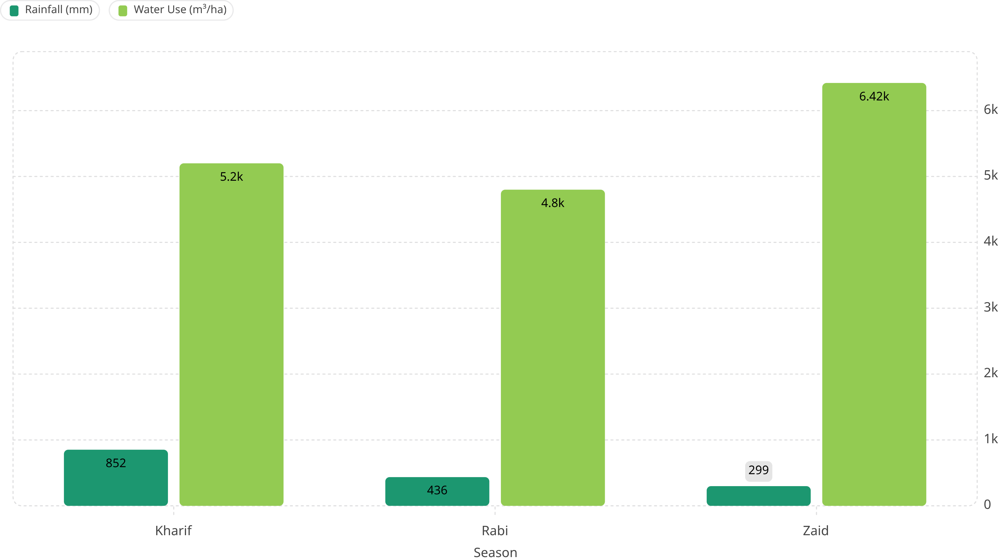 Rainfall (mm) Water Use (m³/ha)
6.42k
6k
5.2k
5k
4.8k
4k
3k
2k
1k
852
436
299
0
Kharif Rabi Zaid
Season